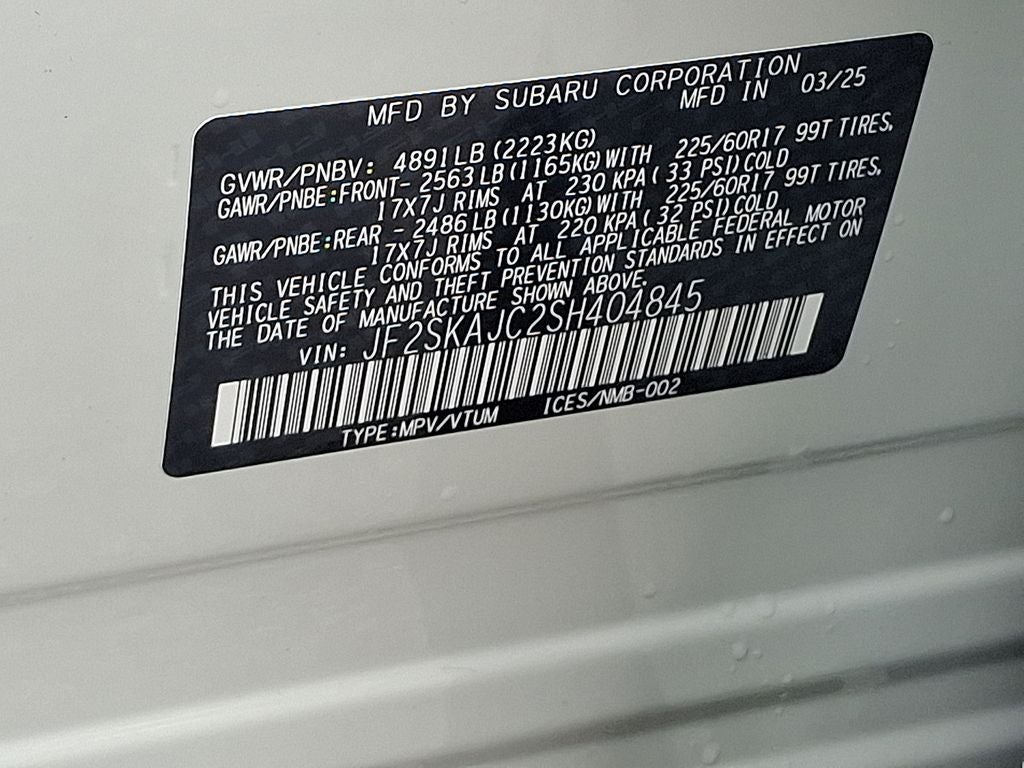 MFD BY SUBARU CORPORATION
MFD IN 03/25
GVWR/PNBV: 4891LB(2223KG)
GAWR/PNBE:FRONT- 2563LB(1165KG)WITH 225/60R17 99T TIRES,
17X7J RIMS AT 230 KPA( 33 PSI)COLD
GAWR/PNBE:REAR - 2486LB(1130KG)WITH 225/60R17 99T TIRES,
17X7J RIMS AT 220 KPA( 32 PSI)COLD
THIS VEHICLE CONFORMS TO ALL APPLICABLE FEDERAL MOTOR
VEHICLE SAFETY AND THEFT PREVENTION STANDARDS IN EFFECT ON
THE DATE OF MANUFACTURE SHOWN ABOVE.
VIN: JF2SKAJC2SH404845
TYPE:MPV/VTUM ICES/NMB-002